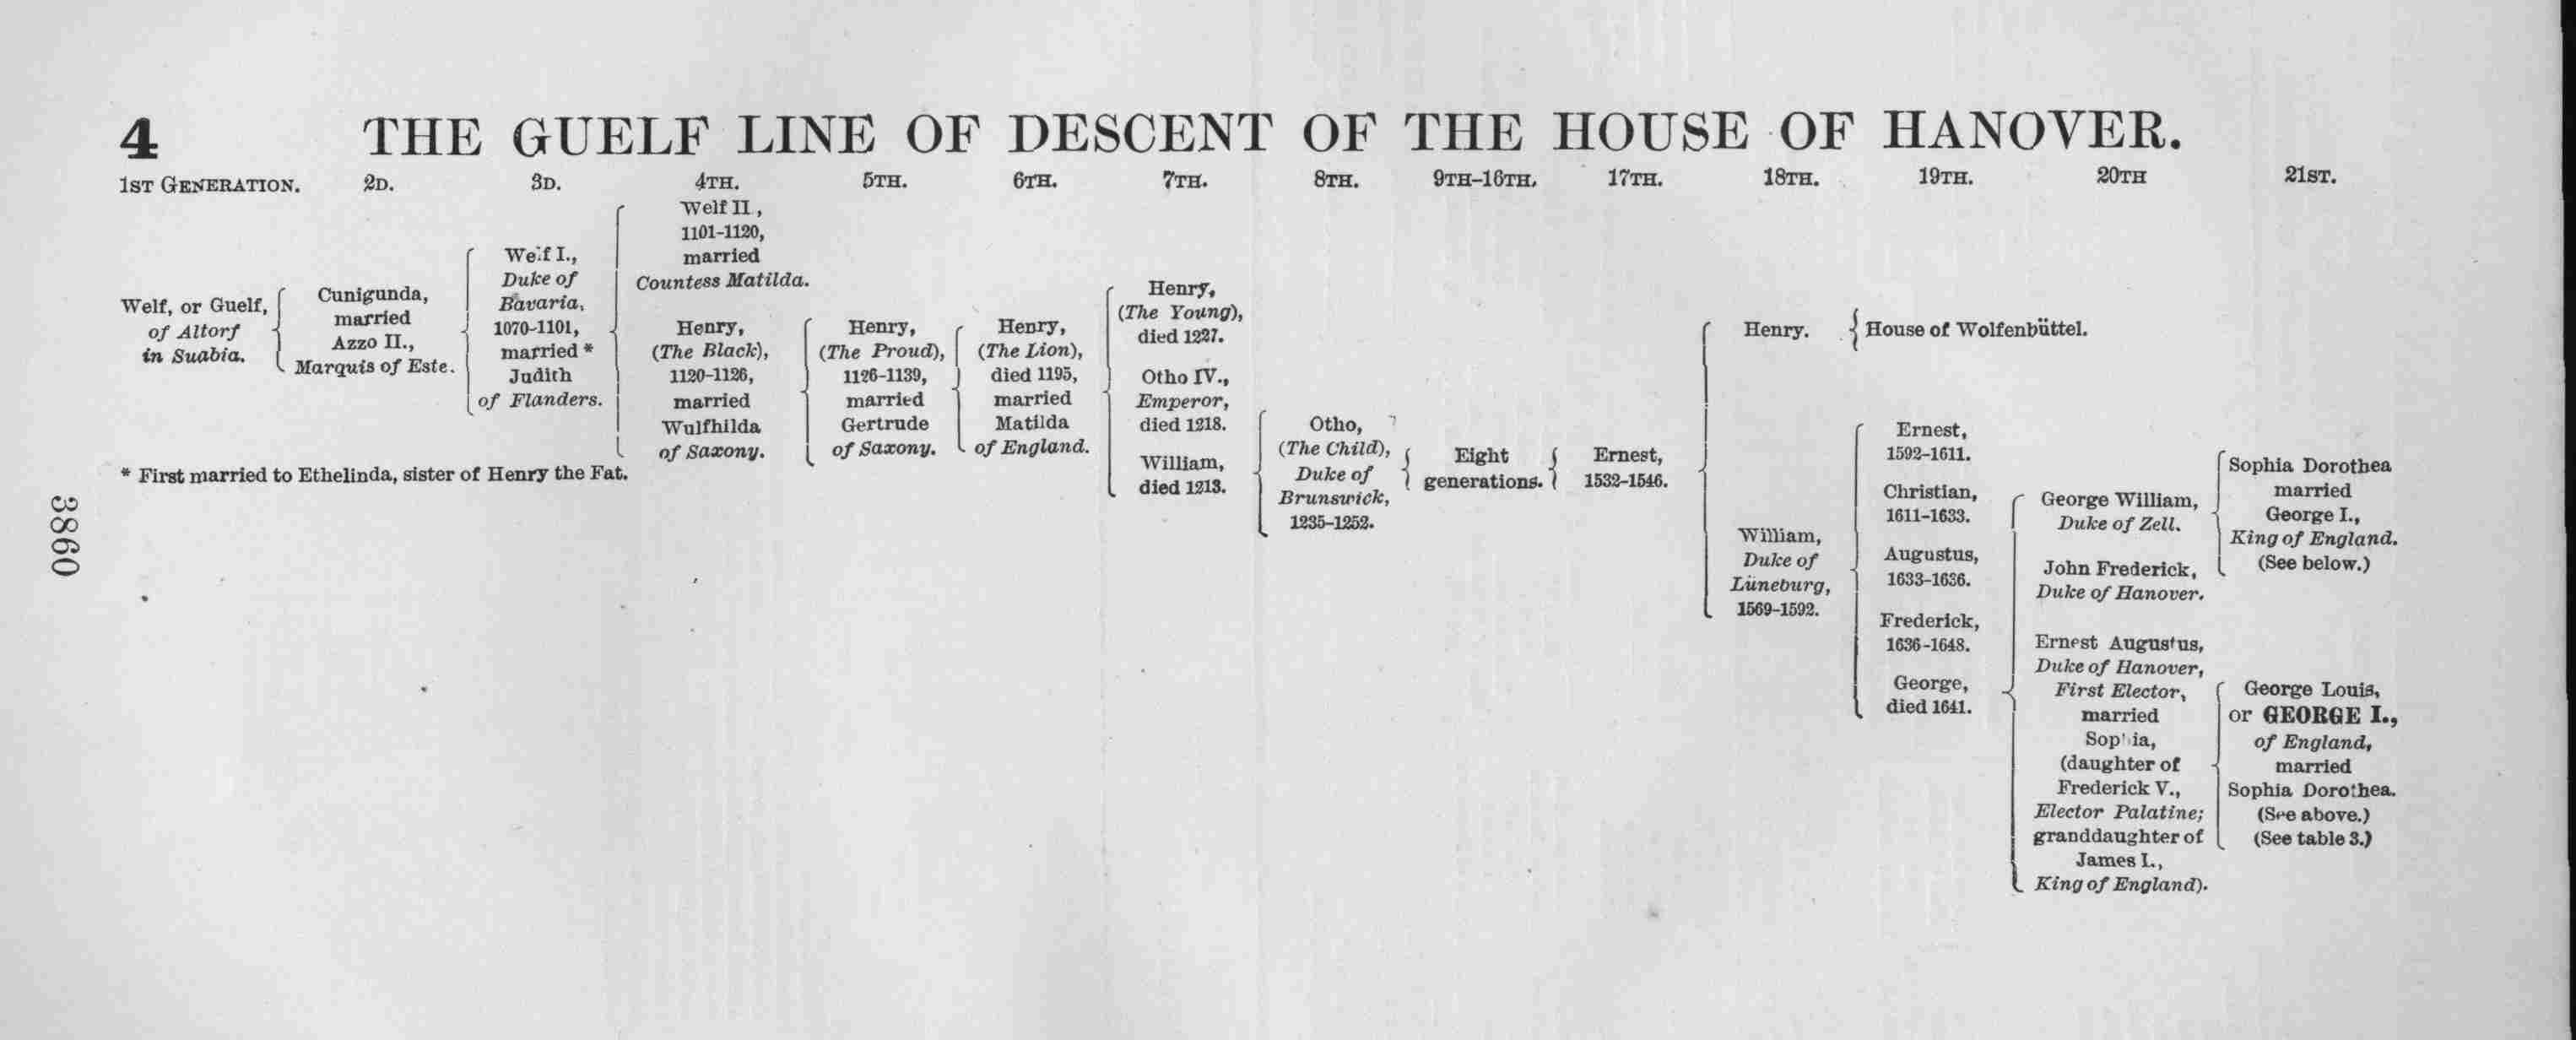 4 THE GUELF LINE OF DESCENT OF THE HOUSE OF HANOVER.
1ST GENERATION. 2D. 3D. 4TH. 5TH. 6TH. 7TH. 8TH. 9TH-16TH. 17TH. 18TH. 19TH. 20TH 21ST.
Welf, or Guelf,
of Altorf
in Suabia.
Cunigunda,
married
Azzo II.,
Marquis of Este.
Welf I.,
Duke of
Bavaria,
1070-1101,
married *
Judith
of Flanders.
Welf II.,
1101-1120,
married
Countess Matilda.
Henry,
(The Black),
1120-1126,
married
Wulfhilda
of Saxony.
Henry,
(The Proud),
1126-1139,
married
Gertrude
of Saxony.
Henry,
(The Lion),
died 1195,
married
Matilda
of England.
Henry,
(The Young),
died 1227.
Otho IV.,
Emperor,
died 1218.
William,
died 1213.
Otho,
(The Child),
Duke of
Brunswick,
1235-1252.
Eight
generations.
Ernest,
1532-1546.
Henry.
House of Wolfenbüttel.
William,
Duke of
Lüneburg,
1569-1592.
Ernest,
1592-1611.
Christian,
1611-1633.
Augustus,
1633-1636.
Frederick,
1636-1648.
George,
died 1641.
George William,
Duke of Zell.
John Frederick,
Duke of Hanover.
Ernest Augustus,
Duke of Hanover,
First Elector,
married
Sophia,
(daughter of
Frederick V.,
Elector Palatine;
granddaughter of
James I.,
King of England).
Sophia Dorothea
married
George I.,
King of England.
(See below.)
George Louis,
or GEORGE I.,
of England,
married
Sophia Dorothea.
(See above.)
(See table 3.)
* First married to Ethelinda, sister of Henry the Fat.
3860